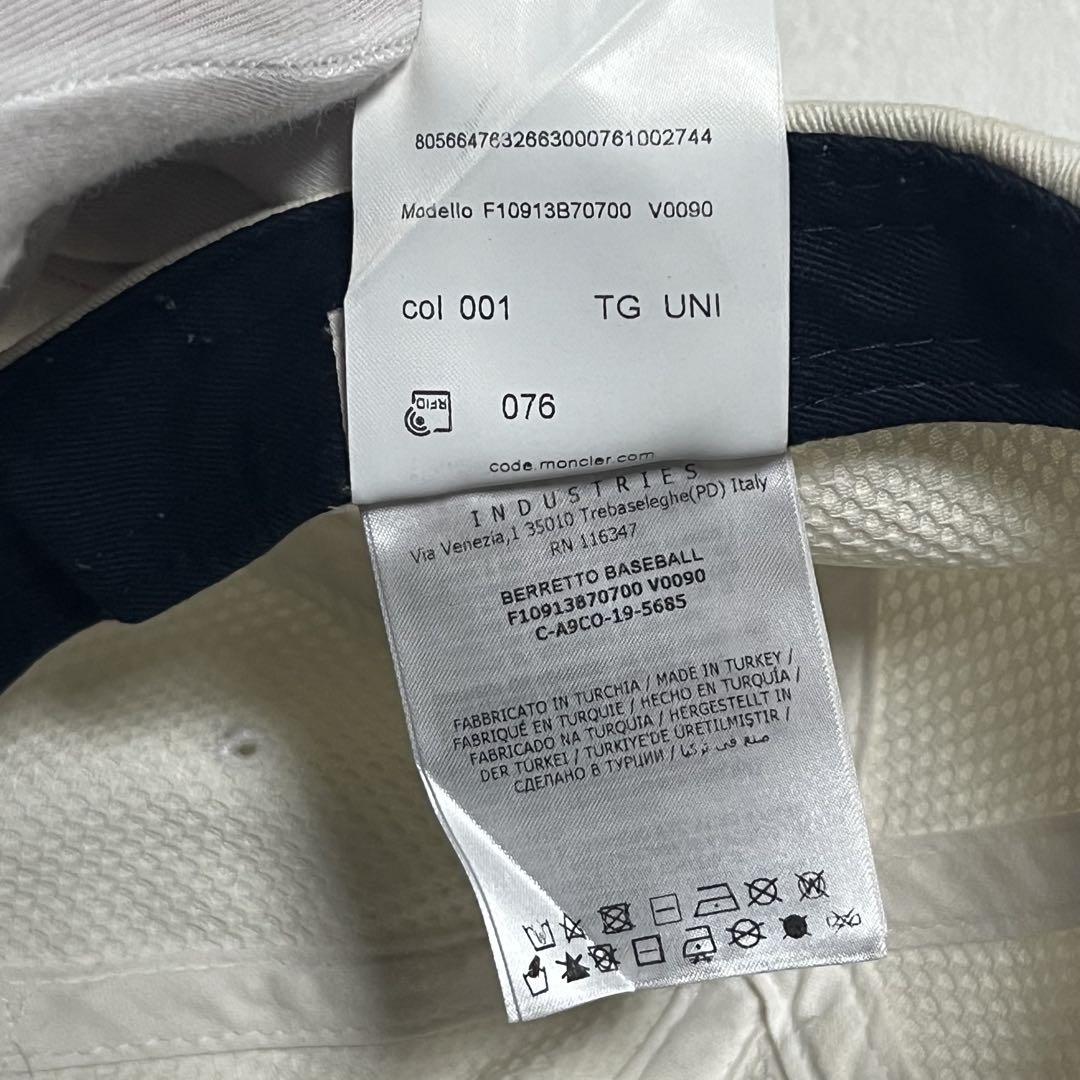 8056647632663000761002744
Modello F10913B70700 V0090
col 001 TG UNI
RFID 076
code.moncler.com
INDUSTRIES
Via Venezia,1 35010 Trebaseleghe(PD) Italy
RN 116347
BERRETTO BASEBALL
F10913B70700 V0090
C-A9CO-19-5685
FABBRICATO IN TURCHIA / MADE IN TURKEY /
FABRIQUÉ EN TURQUIE / HECHO EN TURQUÍA /
FABRICADO NA TURQUIA / HERGESTELLT IN
DER TÜRKEI / TÜRKIYE'DE ÜRETILMIŞTIR /
СДЕЛАНО В ТУРЦИИ / صنع في تركيا